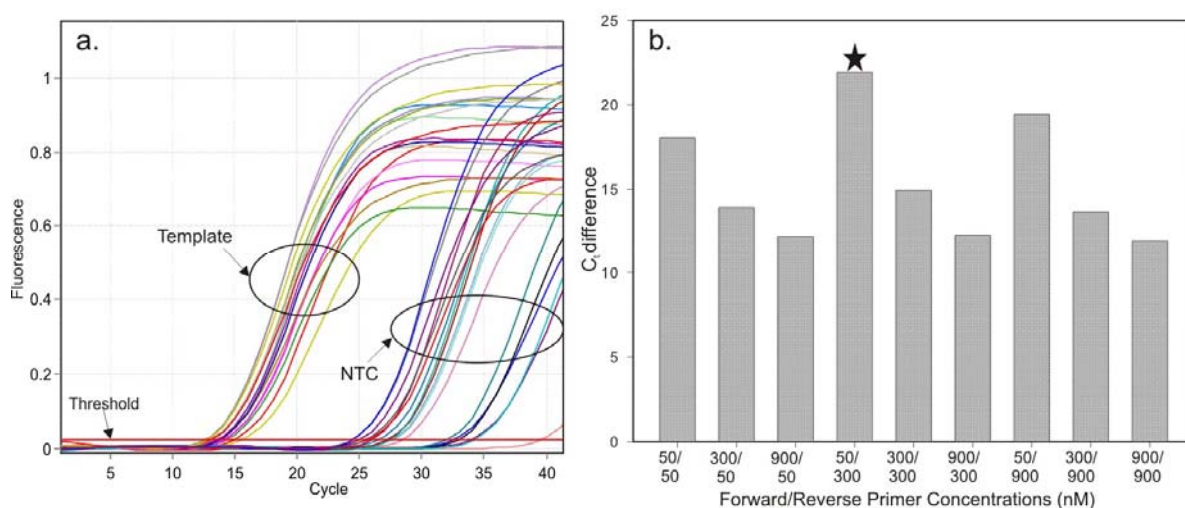 a.
Fluorescence
1
0.8
0.6
0.4
0.2
0
Template
NTC
Threshold
5 10 15 20 25 30 35 40
Cycle
b.
Ct difference
25
20
15
10
5
0
50/ 300/ 900/ 50/ 300/ 900/ 50/ 300/ 900/
50 50 50 300 300 300 900 900 900
Forward/Reverse Primer Concentrations (nM)